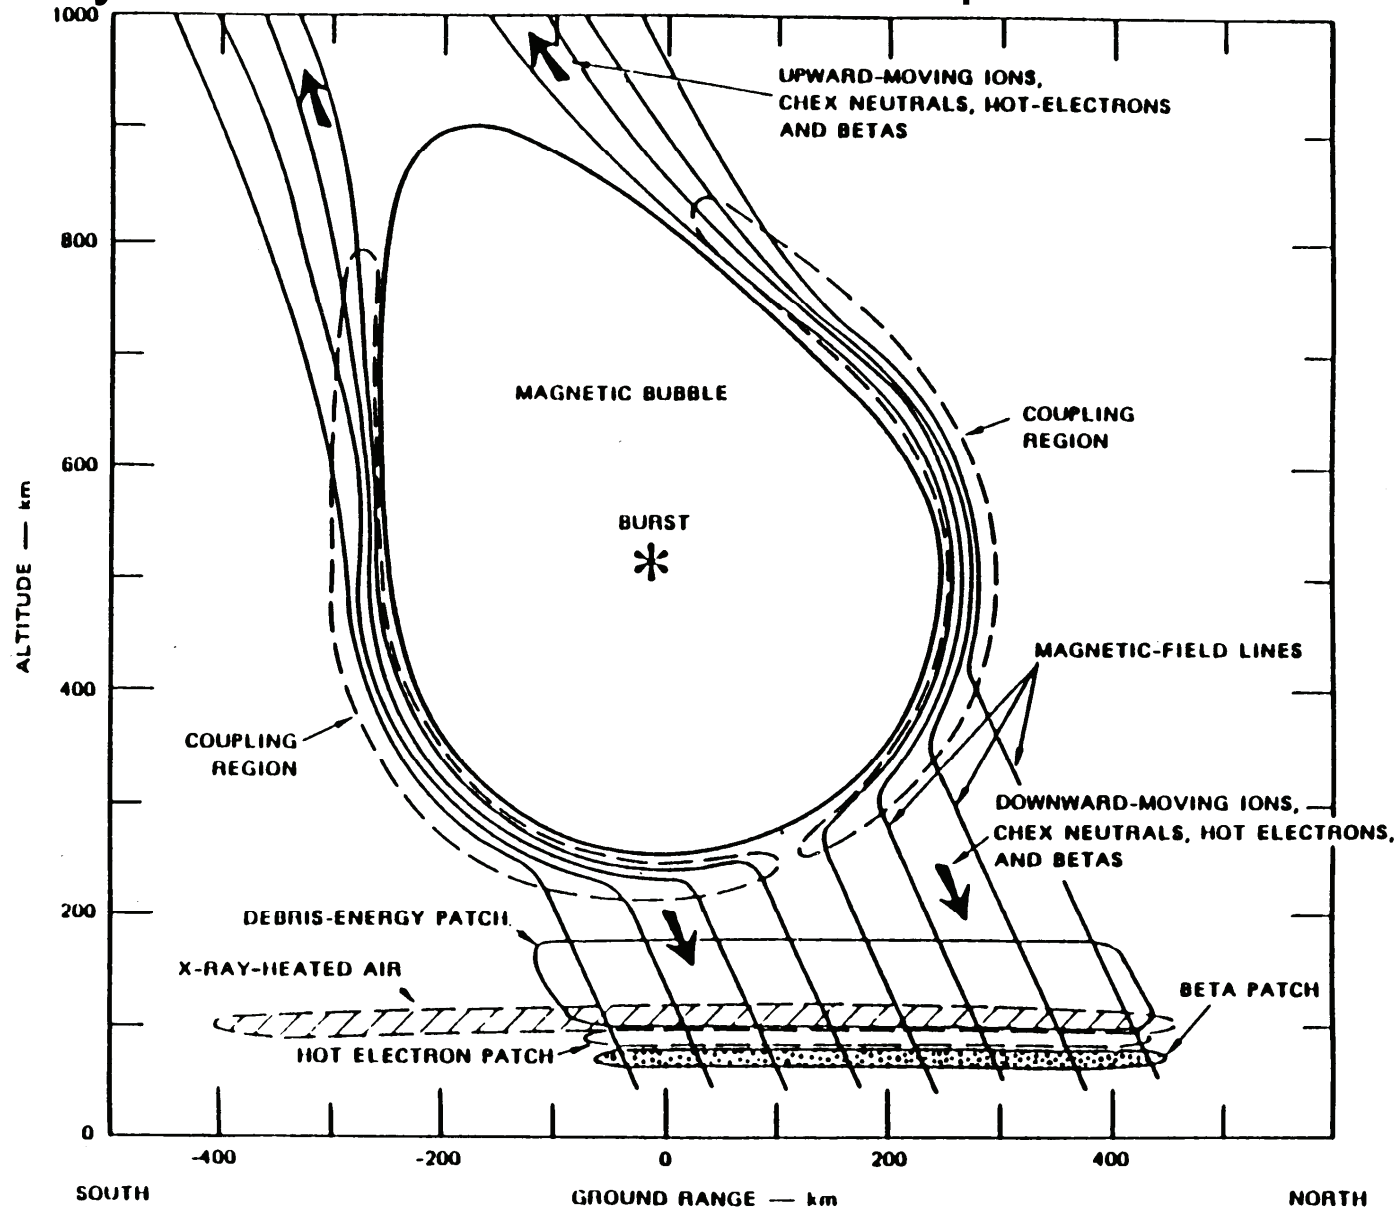 1000
UPWARD-MOVING IONS,
CHEX NEUTRALS, HOT-ELECTRONS
AND BETAS
800
MAGNETIC BUBBLE
COUPLING
REGION
600
BURST
ALTITUDE — km
MAGNETIC-FIELD LINES
400
COUPLING
REGION
DOWNWARD-MOVING IONS,
CHEX NEUTRALS, HOT ELECTRONS,
AND BETAS
200
DEBRIS-ENERGY PATCH
X-RAY-HEATED AIR
BETA PATCH
HOT ELECTRON PATCH
0
-400
-200
0
200
400
SOUTH
GROUND RANGE — km
NORTH